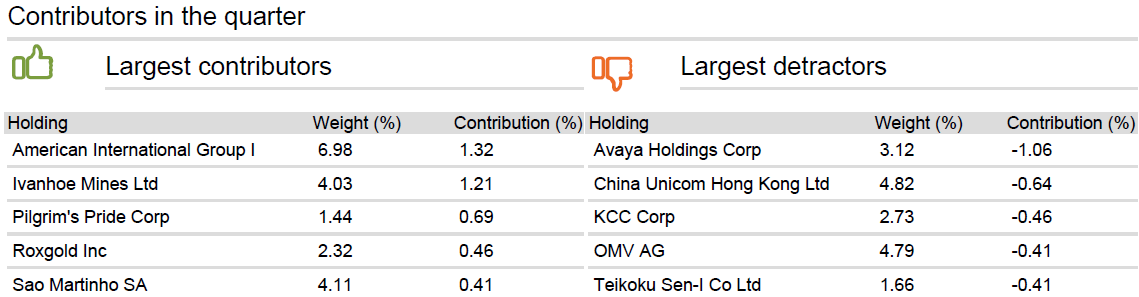 Contributors in the quarter
Largest contributors
Holding Weight (%) Contribution (%)
American International Group I 6.98 1.32
Ivanhoe Mines Ltd 4.03 1.21
Pilgrim's Pride Corp 1.44 0.69
Roxgold Inc 2.32 0.46
Sao Martinho SA 4.11 0.41
Largest detractors
Holding Weight (%) Contribution (%)
Avaya Holdings Corp 3.12 -1.06
China Unicom Hong Kong Ltd 4.82 -0.64
KCC Corp 2.73 -0.46
OMV AG 4.79 -0.41
Teikoku Sen-I Co Ltd 1.66 -0.41